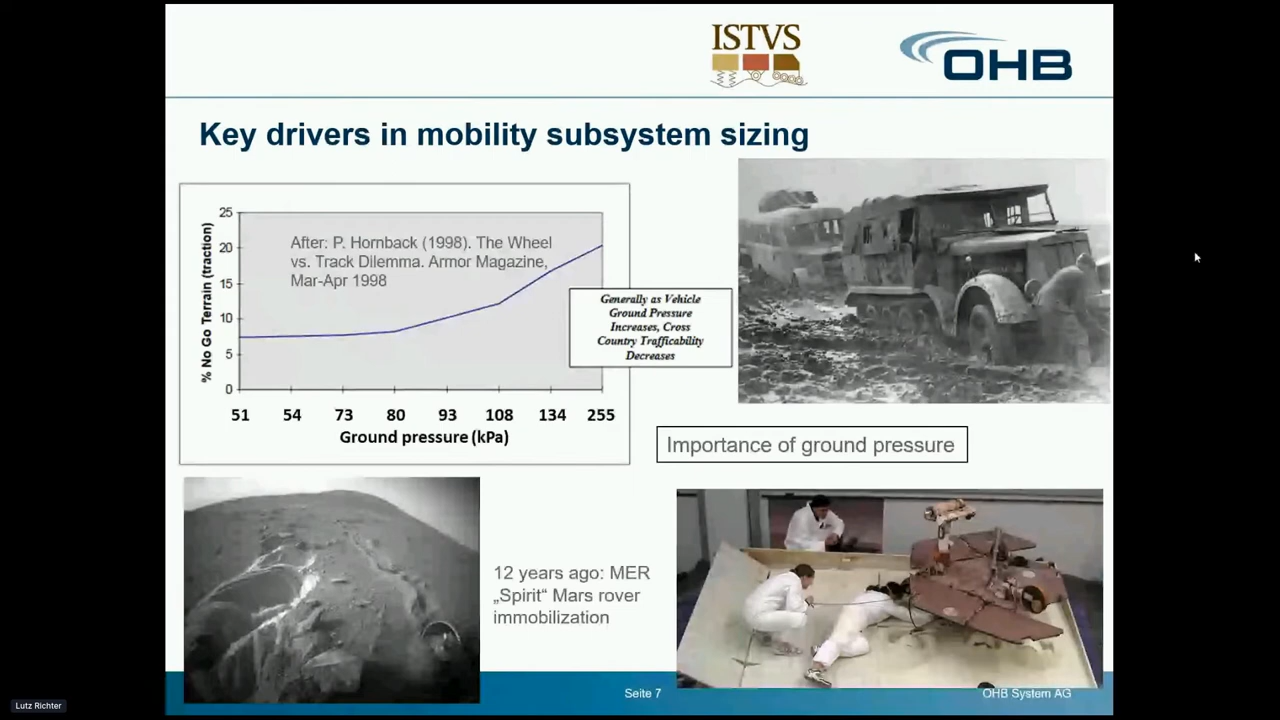 ISTVS
OHB
Key drivers in mobility subsystem sizing
% No Go Terrain (traction)
25
20
15
10
5
0
After: P. Hornback (1998). The Wheel
vs. Track Dilemma. Armor Magazine,
Mar-Apr 1998
Generally as Vehicle
Ground Pressure
Increases, Cross
Country Trafficability
Decreases
51 54 73 80 93 108 134 255
Ground pressure (kPa)
Importance of ground pressure
12 years ago: MER
„Spirit“ Mars rover
immobilization
Seite 7
OHB System AG
Lutz Richter